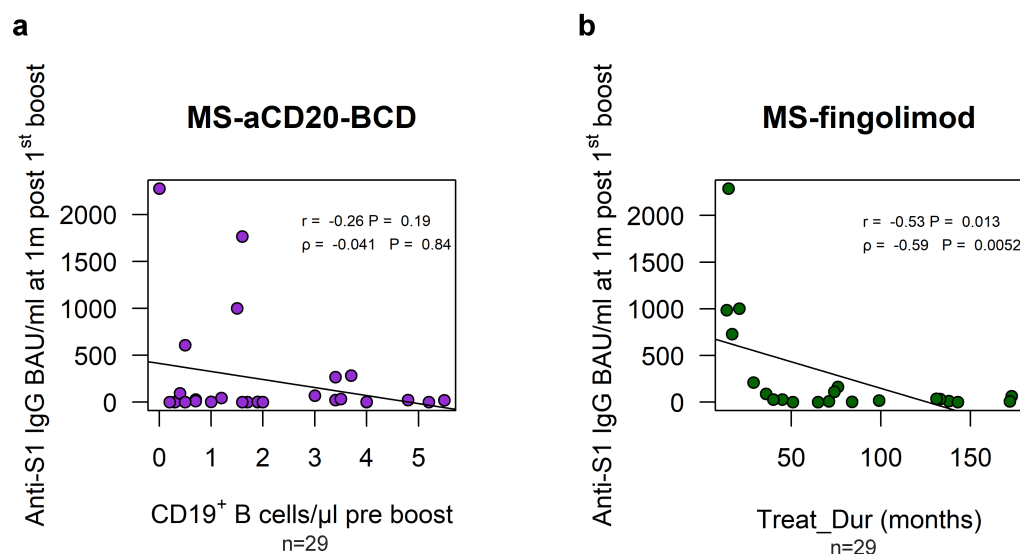 a
MS-aCD20-BCD
Anti-S1 IgG BAU/ml at 1m post 1st boost
2000
1500
1000
500
0
r = -0.26 P = 0.19
ρ = -0.041 P = 0.84
0 1 2 3 4 5
CD19+ B cells/µl pre boost
n=29
b
MS-fingolimod
Anti-S1 IgG BAU/ml at 1m post 1st boost
2000
1500
1000
500
0
r = -0.53 P = 0.013
ρ = -0.59 P = 0.0052
50 100 150
Treat_Dur (months)
n=29